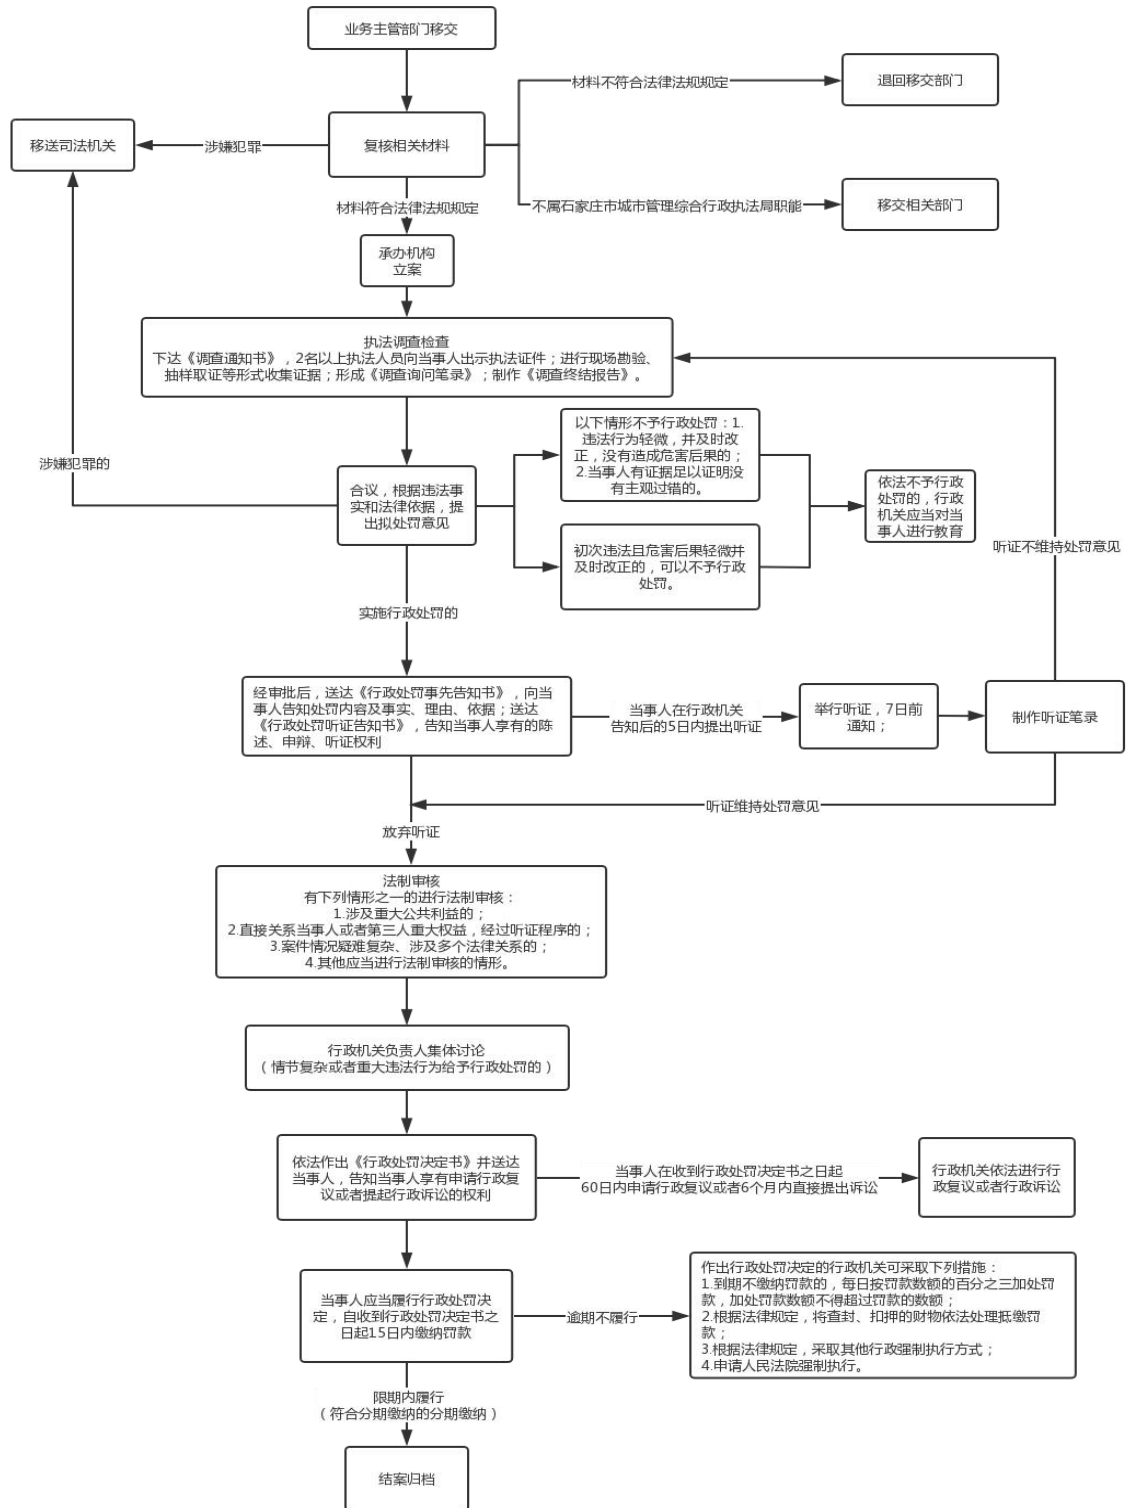 业务主管部门移交
材料不符合法律法规规定
退回移交部门
移送司法机关
涉嫌犯罪
复核相关材料
不属石家庄市城市管理综合行政执法局职能
移交相关部门
材料符合法律法规规定
承办机构
立案
执法调查检查
下达《调查通知书》，2名以上执法人员向当事人出示执法证件；进行现场勘验、
抽样取证等形式收集证据；形成《调查询问笔录》；制作《调查终结报告》。
涉嫌犯罪的
合议，根据违法事
实和法律依据，提
出拟处罚意见
以下情形不予行政处罚：1.
违法行为轻微，并及时改
正，没有造成危害后果的；
2.当事人有证据足以证明没
有主观过错的。
初次违法且危害后果轻微并
及时改正的，可以不予行政
处罚。
依法不予行政
处罚的，行政
机关应当对当
事人进行教育
听证不维持处罚意见
实施行政处罚的
经审批后，送达《行政处罚事先告知书》，向当
事人告知处罚内容及事实、理由、依据；送达
《行政处罚听证告知书》，告知当事人享有的陈
述、申辩、听证权利
当事人在行政机关
告知后的5日内提出听证
举行听证，7日前
通知；
制作听证笔录
听证维持处罚意见
放弃听证
法制审核
有下列情形之一的进行法制审核：
1.涉及重大公共利益的；
2.直接关系当事人或者第三人重大权益，经过听证程序的；
3.案件情况疑难复杂、涉及多个法律关系的；
4.其他应当进行法制审核的情形。
行政机关负责人集体讨论
（情节复杂或者重大违法行为给予行政处罚的）
依法作出《行政处罚决定书》并送达
当事人，告知当事人享有申请行政复
议或者提起行政诉讼的权利
当事人在收到行政处罚决定书之日起
60日内申请行政复议或者6个月内直接提出诉讼
行政机关依法进行行
政复议或者行政诉讼
当事人应当履行行政处罚决
定，自收到行政处罚决定书之
日起15日内缴纳罚款
逾期不履行
作出行政处罚决定的行政机关可采取下列措施：
1.到期不缴纳罚款的，每日按罚款数额的百分之三加处罚
款，加处罚款数额不得超过罚款的数额；
2.根据法律规定，将查封、扣押的财物依法处理抵缴罚
款；
3.根据法律规定，采取其他行政强制执行方式；
4.申请人民法院强制执行。
限期内履行
（符合分期缴纳的分期缴纳）
结案归档